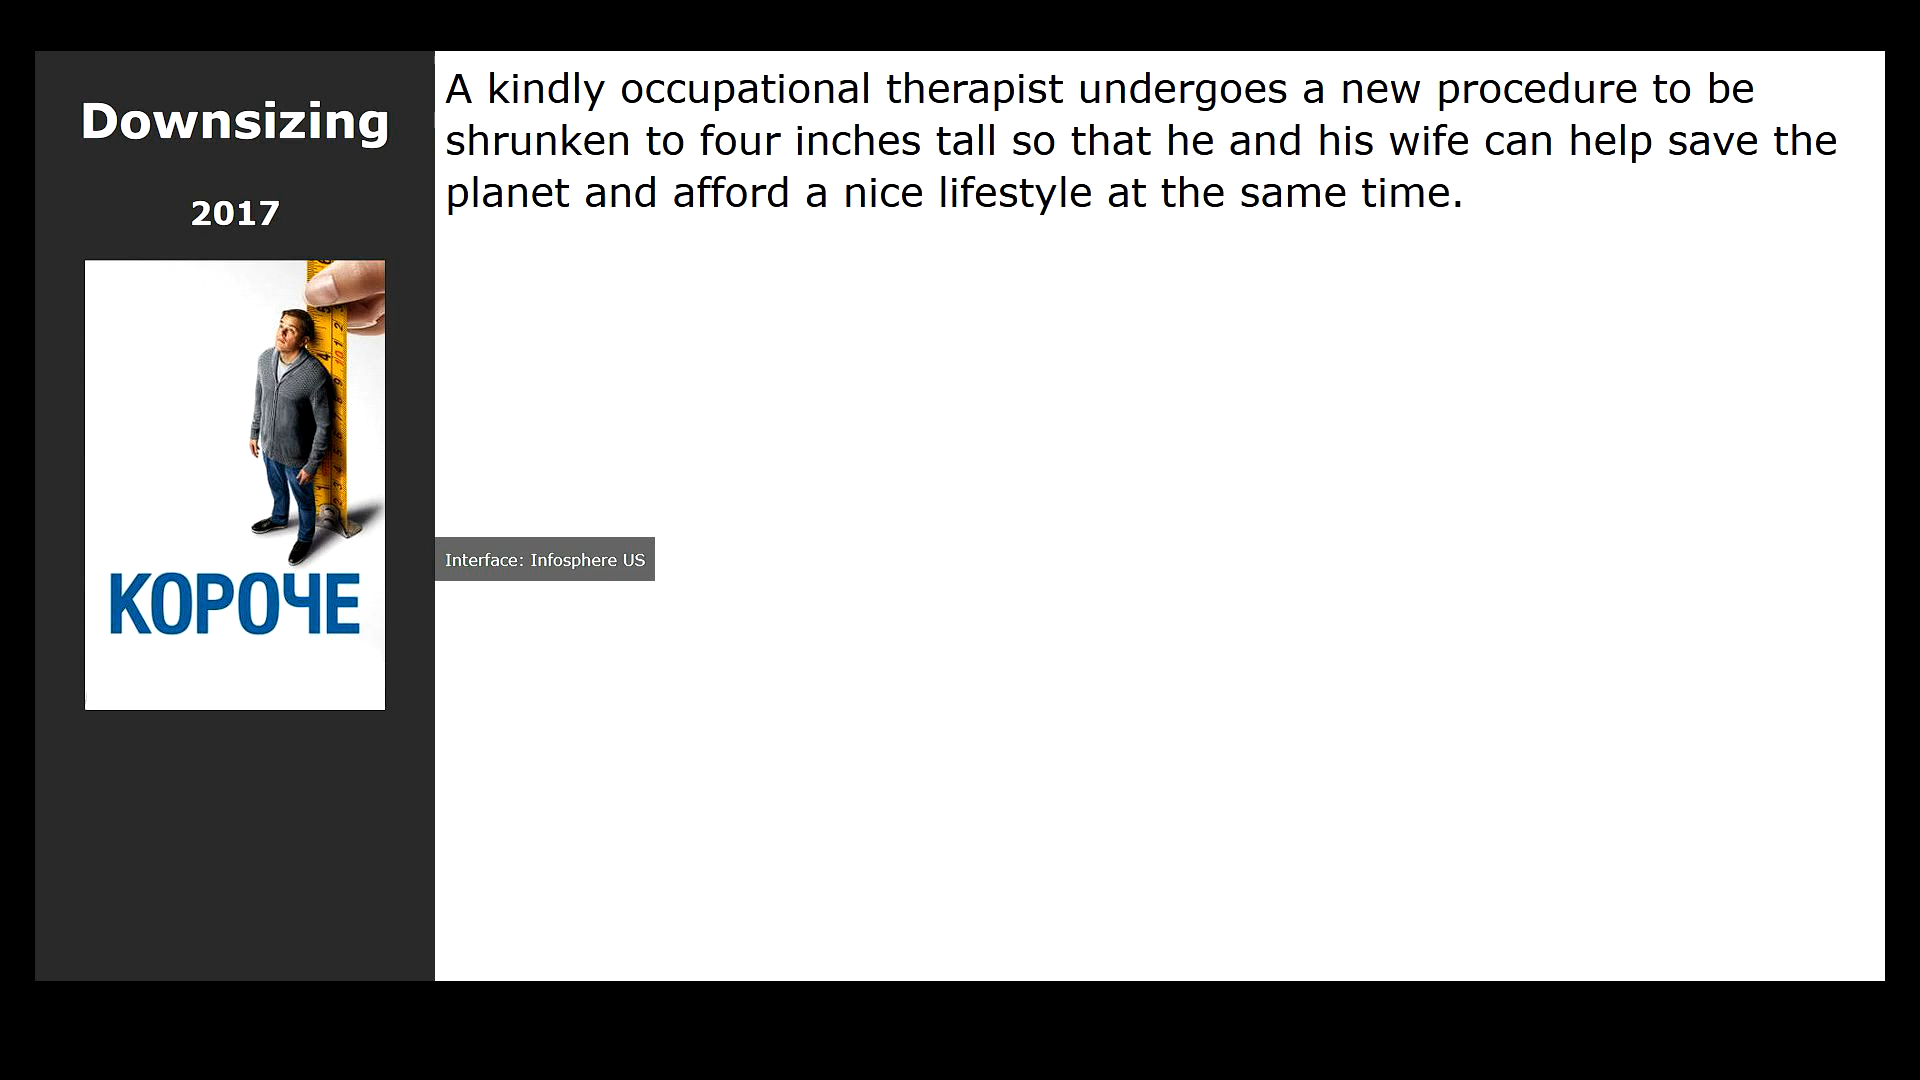 Downsizing
2017
КОРОЧЕ
A kindly occupational therapist undergoes a new procedure to be
shrunken to four inches tall so that he and his wife can help save the
planet and afford a nice lifestyle at the same time.
Interface: Infosphere US